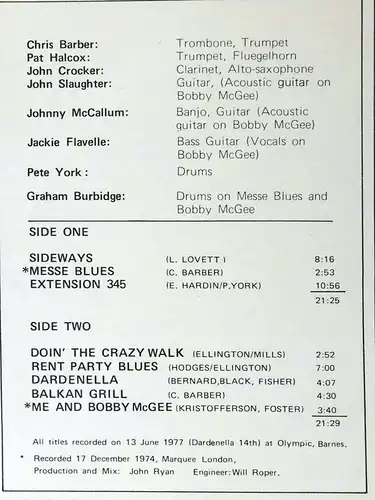 Chris Barber: Trombone, Trumpet
Pat Halcox: Trumpet, Fluegelhorn
John Crocker: Clarinet, Alto-saxophone
John Slaughter: Guitar, (Acoustic guitar on
Bobby McGee)
Johnny McCallum: Banjo, Guitar (Acoustic
guitar on Bobby McGee)
Jackie Flavelle: Bass Guitar (Vocals on
Bobby McGee)
Pete York : Drums
Graham Burbidge: Drums on Messe Blues and
Bobby McGee
SIDE ONE
SIDEWAYS (L. LOVETT ) 8:16
*MESSE BLUES (C. BARBER) 2:53
EXTENSION 345 (E. HARDIN/P.YORK) 10:56
21:25
SIDE TWO
DOIN' THE CRAZY WALK (ELLINGTON/MILLS) 2:52
RENT PARTY BLUES (HODGES/ELLINGTON) 7:00
DARDENELLA (BERNARD,BLACK, FISHER) 4:07
BALKAN GRILL (C. BARBER) 4:30
*ME AND BOBBY McGEE (KRISTOFFERSON, FOSTER) 3:40
21:29
All titles recorded on 13 June 1977 (Dardenella 14th) at Olympic, Barnes.
* Recorded 17 December 1974, Marquee London,
Production and Mix: John Ryan Engineer: Will Roper.